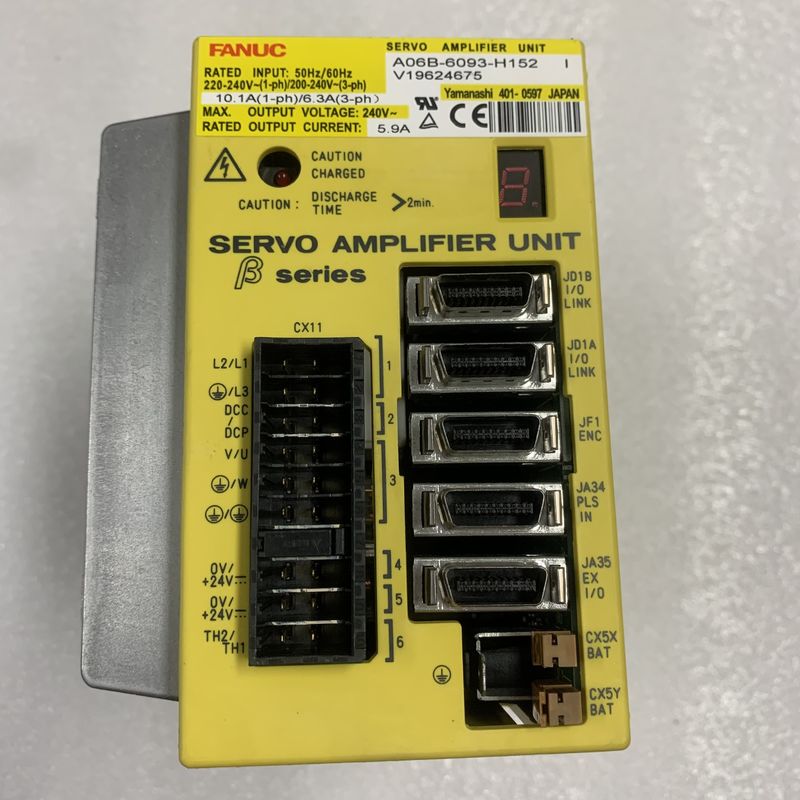 FANUC
SERVO AMPLIFIER UNIT
RATED INPUT: 50Hz/60Hz
220-240V~(1-ph)/200-240V~(3-ph)
10.1A(1-ph)/6.3A(3-ph)
MAX. OUTPUT VOLTAGE: 240V~
RATED OUTPUT CURRENT: 5.9A
A06B-6093-H152 I
V19624675
Yamanashi 401-0597 JAPAN
CE
CAUTION
CHARGED
CAUTION: DISCHARGE TIME >2min.
8
SERVO AMPLIFIER UNIT
β series
CX11
L2/L1
/L3
1
DCC
/
DCP
2
V/U
/W
/
3
0V/
+24V
4
0V/
+24V
5
TH2/
TH1
6
JD1B
I/O
LINK
JD1A
I/O
LINK
JF1
ENC
JA34
PLS
IN
JA35
EX
I/O
CX5X
BAT
CX5Y
BAT